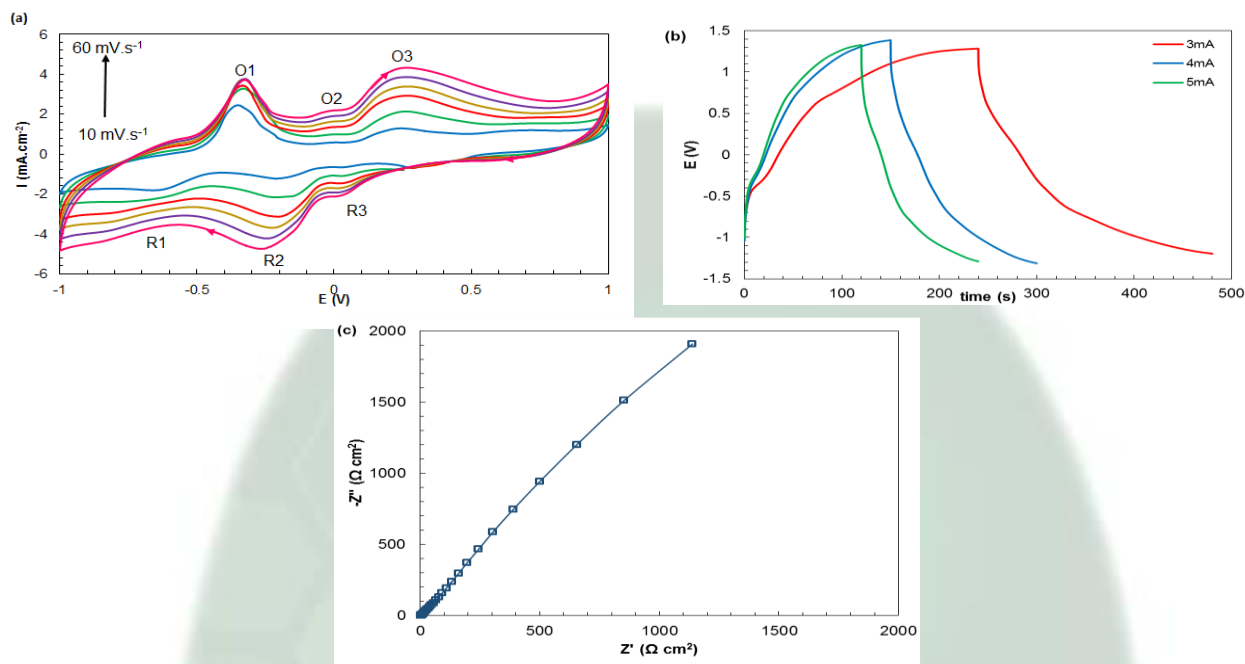 (a)
60 mV.s⁻¹
10 mV.s⁻¹
O1
O2
O3
R1
R2
R3
6
4
2
0
-2
-4
-6
I (mA.cm⁻²)
-1
-0.5
0
0.5
1
E (V)
(b)
3mA
4mA
5mA
1.5
1
0.5
0
-0.5
-1
-1.5
E (V)
0
100
200
300
400
500
time (s)
(c)
2000
1500
1000
500
0
-Z'' (Ω cm²)
0
500
1000
1500
2000
Z' (Ω cm²)